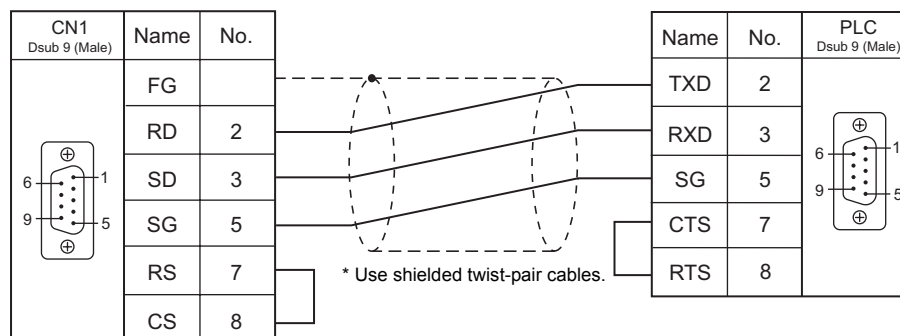 CN1
Dsub 9 (Male)
Name No.
FG
RD 2
SD 3
SG 5
RS 7
CS 8
6 1
9 5
* Use shielded twist-pair cables.
Name No.
TXD 2
RXD 3
SG 5
CTS 7
RTS 8
PLC
Dsub 9 (Male)
6 1
9 5